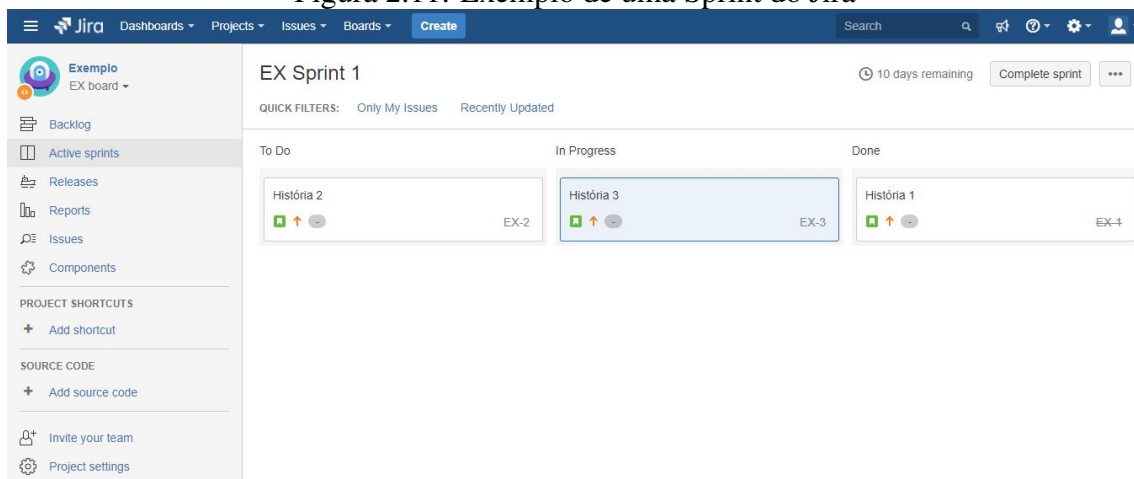 Figura 2.11: Exemplo de uma Sprint do Jira
Jira Dashboards Projects Issues Boards Create Search
Exemplo
EX board
Backlog
Active sprints
Releases
Reports
Issues
Components
PROJECT SHORTCUTS
+ Add shortcut
SOURCE CODE
+ Add source code
Invite your team
Project settings
EX Sprint 1
10 days remaining Complete sprint ...
QUICK FILTERS: Only My Issues Recently Updated
To Do In Progress Done
História 2 História 3 História 1
- EX-2 - EX-3 - EX-1